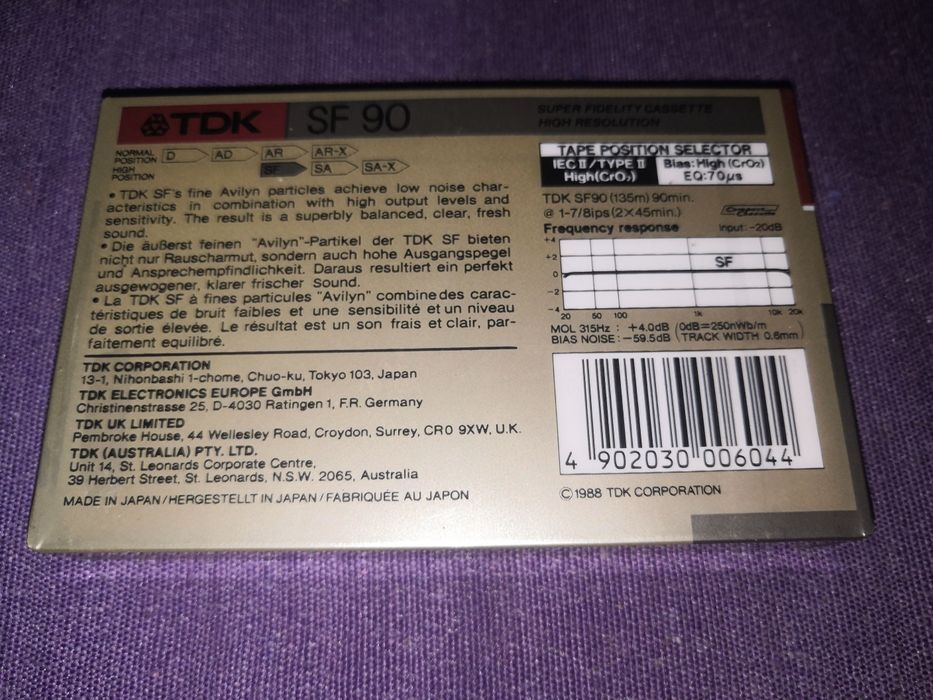 TDK SF 90 SUPER FIDELITY CASSETTE
HIGH RESOLUTION
NORMAL POSITION D AD AR AR-X
HIGH POSITION SF SA SA-X
• TDK SF's fine Avilyn particles achieve low noise char-
acteristics in combination with high output levels and
sensitivity. The result is a superbly balanced, clear, fresh
sound.
• Die äußerst feinen "Avilyn"-Partikel der TDK SF bieten
nicht nur Rauscharmut, sondern auch hohe Ausgangspegel
und Ansprechempfindlichkeit. Daraus resultiert ein perfekt
ausgewogener, klarer frischer Sound.
• La TDK SF à fines particules "Avilyn" combine des carac-
téristiques de bruit faibles et une sensibilité et un niveau
de sortie élevée. Le résultat est un son frais et clair, par-
faitement equilibré.
TDK CORPORATION
13-1, Nihonbashi 1-chome, Chuo-ku, Tokyo 103, Japan
TDK ELECTRONICS EUROPE GmbH
Christinenstrasse 25, D-4030 Ratingen 1, F.R. Germany
TDK UK LIMITED
Pembroke House, 44 Wellesley Road, Croydon, Surrey, CR0 9XW, U.K.
TDK (AUSTRALIA) PTY. LTD.
Unit 14, St. Leonards Corporate Centre,
39 Herbert Street, St. Leonards, N.S.W. 2065, Australia
MADE IN JAPAN/HERGESTELLT IN JAPAN/FABRIQUÉE AU JAPON
TAPE POSITION SELECTOR
IEC II/TYPE II Bias: High (CrO₂)
High(CrO₂) EQ: 70μs
TDK SF90 (135m) 90min.
@ 1-7/8ips (2×45min.) Compact Cassette
Frequency response Input: -20dB
+4
+2
0
-2
-4
SF
20 50 100 1k 10k 20k
MOL 315Hz : +4.0dB (0dB=250nWb/m
BIAS NOISE: -59.5dB TRACK WIDTH 0.6mm)
4 902030 006044
©1988 TDK CORPORATION